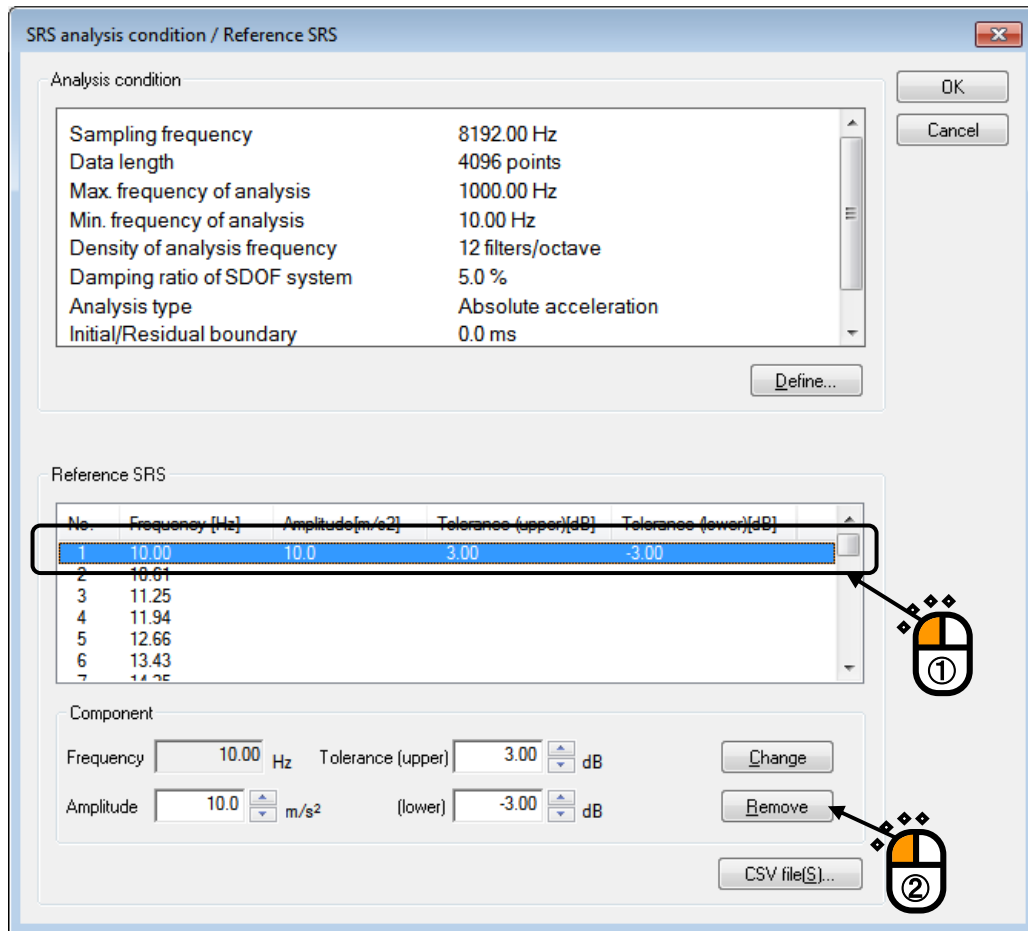 SRS analysis condition / Reference SRS
Analysis condition
OK
Cancel
Sampling frequency 8192.00 Hz
Data length 4096 points
Max. frequency of analysis 1000.00 Hz
Min. frequency of analysis 10.00 Hz
Density of analysis frequency 12 filters/octave
Damping ratio of SDOF system 5.0 %
Analysis type Absolute acceleration
Initial/Residual boundary 0.0 ms
Define...
Reference SRS
No. Frequency [Hz] Amplitude[m/s2] Tolerance (upper)[dB] Tolerance (lower)[dB]
1 10.00 10.0 3.00 -3.00
2 10.61
3 11.25
4 11.94
5 12.66
6 13.43
7 14.25
①
Component
Frequency 10.00 Hz Tolerance (upper) 3.00 dB Change
Amplitude 10.0 m/s² (lower) -3.00 dB Remove
②
CSV file(S)...